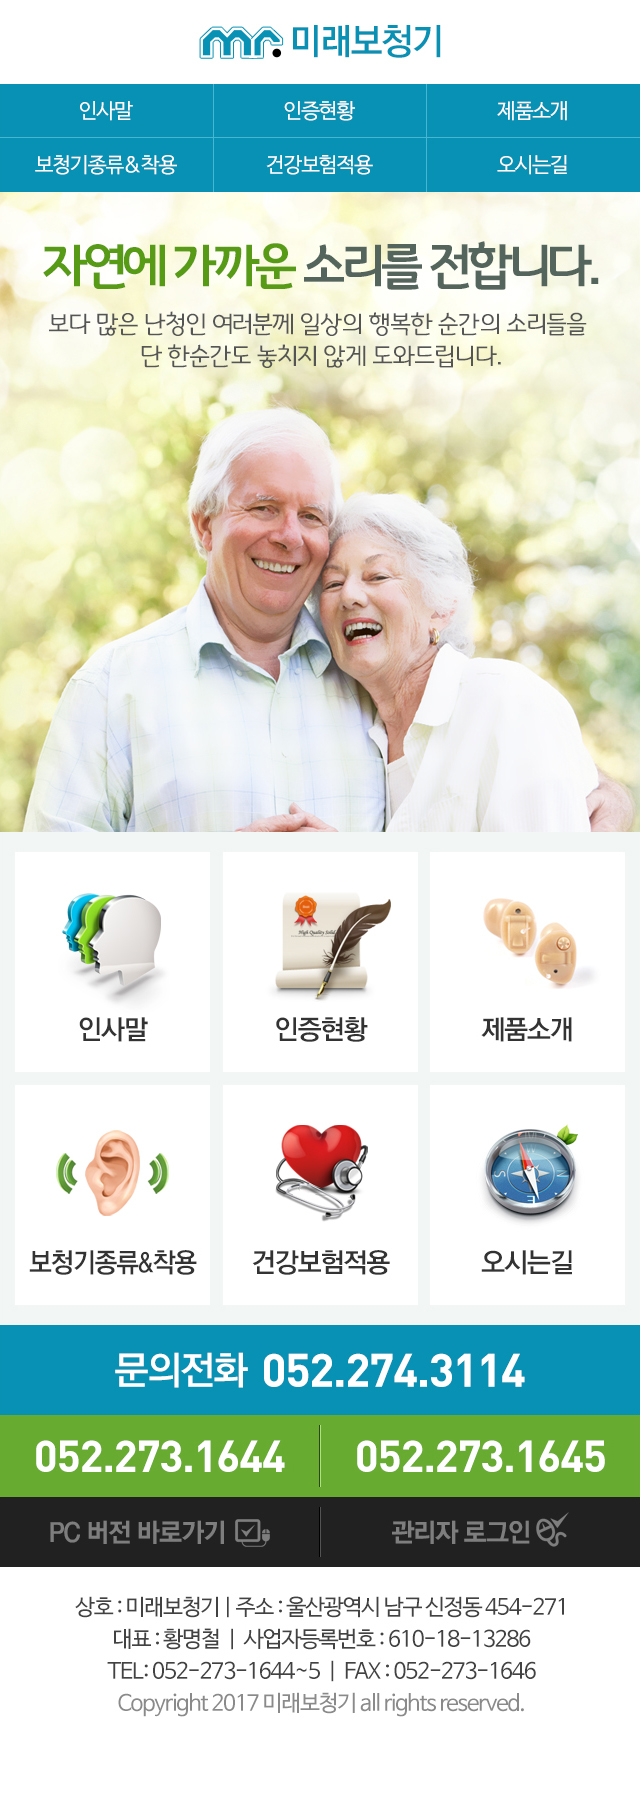 mr. 미래보청기
인사말 인증현황 제품소개
보청기종류&착용 건강보험적용 오시는길
자연에 가까운 소리를 전합니다.
보다 많은 난청인 여러분께 일상의 행복한 순간의 소리들을
단 한순간도 놓치지 않게 도와드립니다.
High Quality Solid
인사말 인증현황 제품소개
S N E
보청기종류&착용 건강보험적용 오시는길
문의전화 052.274.3114
052.273.1644 052.273.1645
PC 버전 바로가기 관리자 로그인
상호 : 미래보청기 | 주소 : 울산광역시 남구 신정동 454-271
대표 : 황명철 | 사업자등록번호 : 610-18-13286
TEL: 052-273-1644~5 | FAX : 052-273-1646
Copyright 2017 미래보청기 all rights reserved.